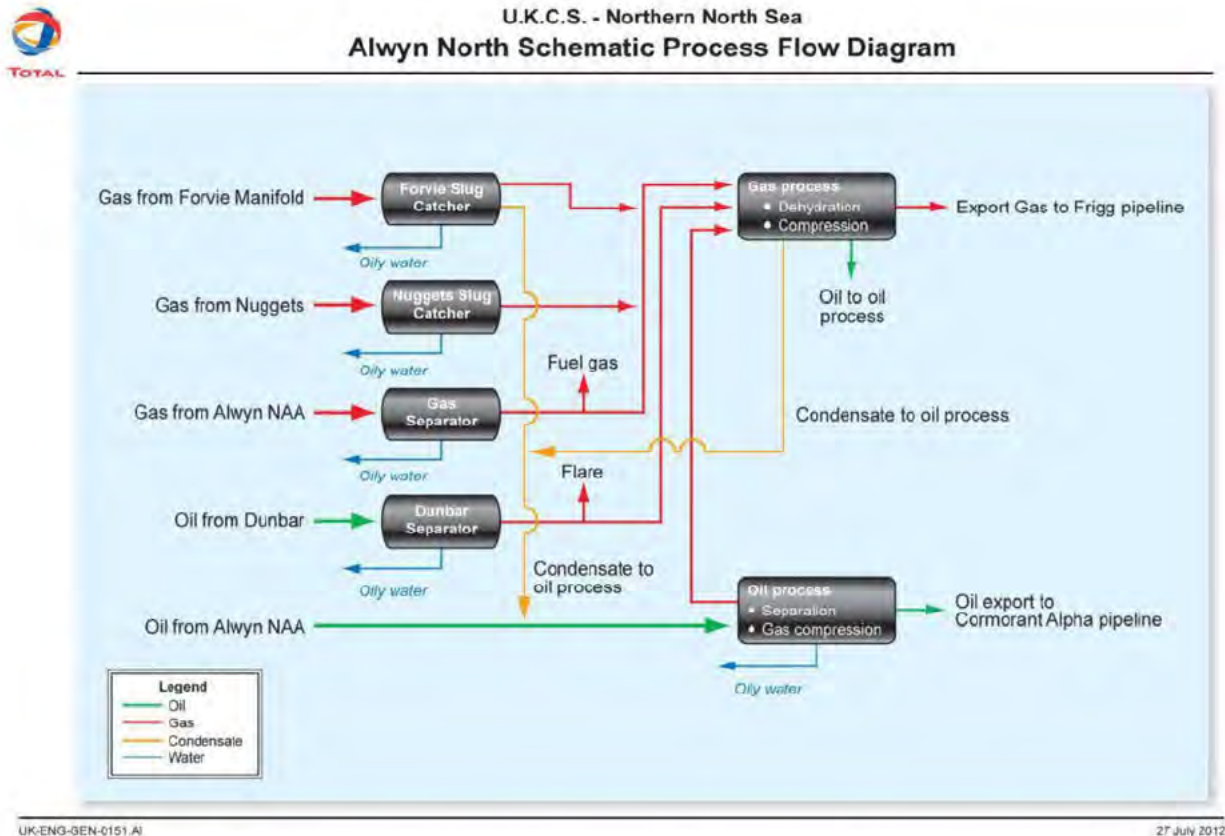 TOTAL
U.K.C.S. - Northern North Sea
Alwyn North Schematic Process Flow Diagram
Gas from Forvie Manifold
Forvie Slug
Catcher
Oily water
Gas from Nuggets
Nuggets Slug
Catcher
Oily water
Gas from Alwyn NAA
Gas
Separator
Oily water
Fuel gas
Oil from Dunbar
Dunbar
Separator
Oily water
Flare
Oil from Alwyn NAA
Condensate to
oil process
Gas process
• Dehydration
• Compression
Export Gas to Frigg pipeline
Oil to oil
process
Condensate to oil process
Oil process
• Separation
• Gas compression
Oil export to
Cormorant Alpha pipeline
Oily water
Legend
Oil
Gas
Condensate
Water
UK-ENG-GEN-0151.AI
27 July 2012